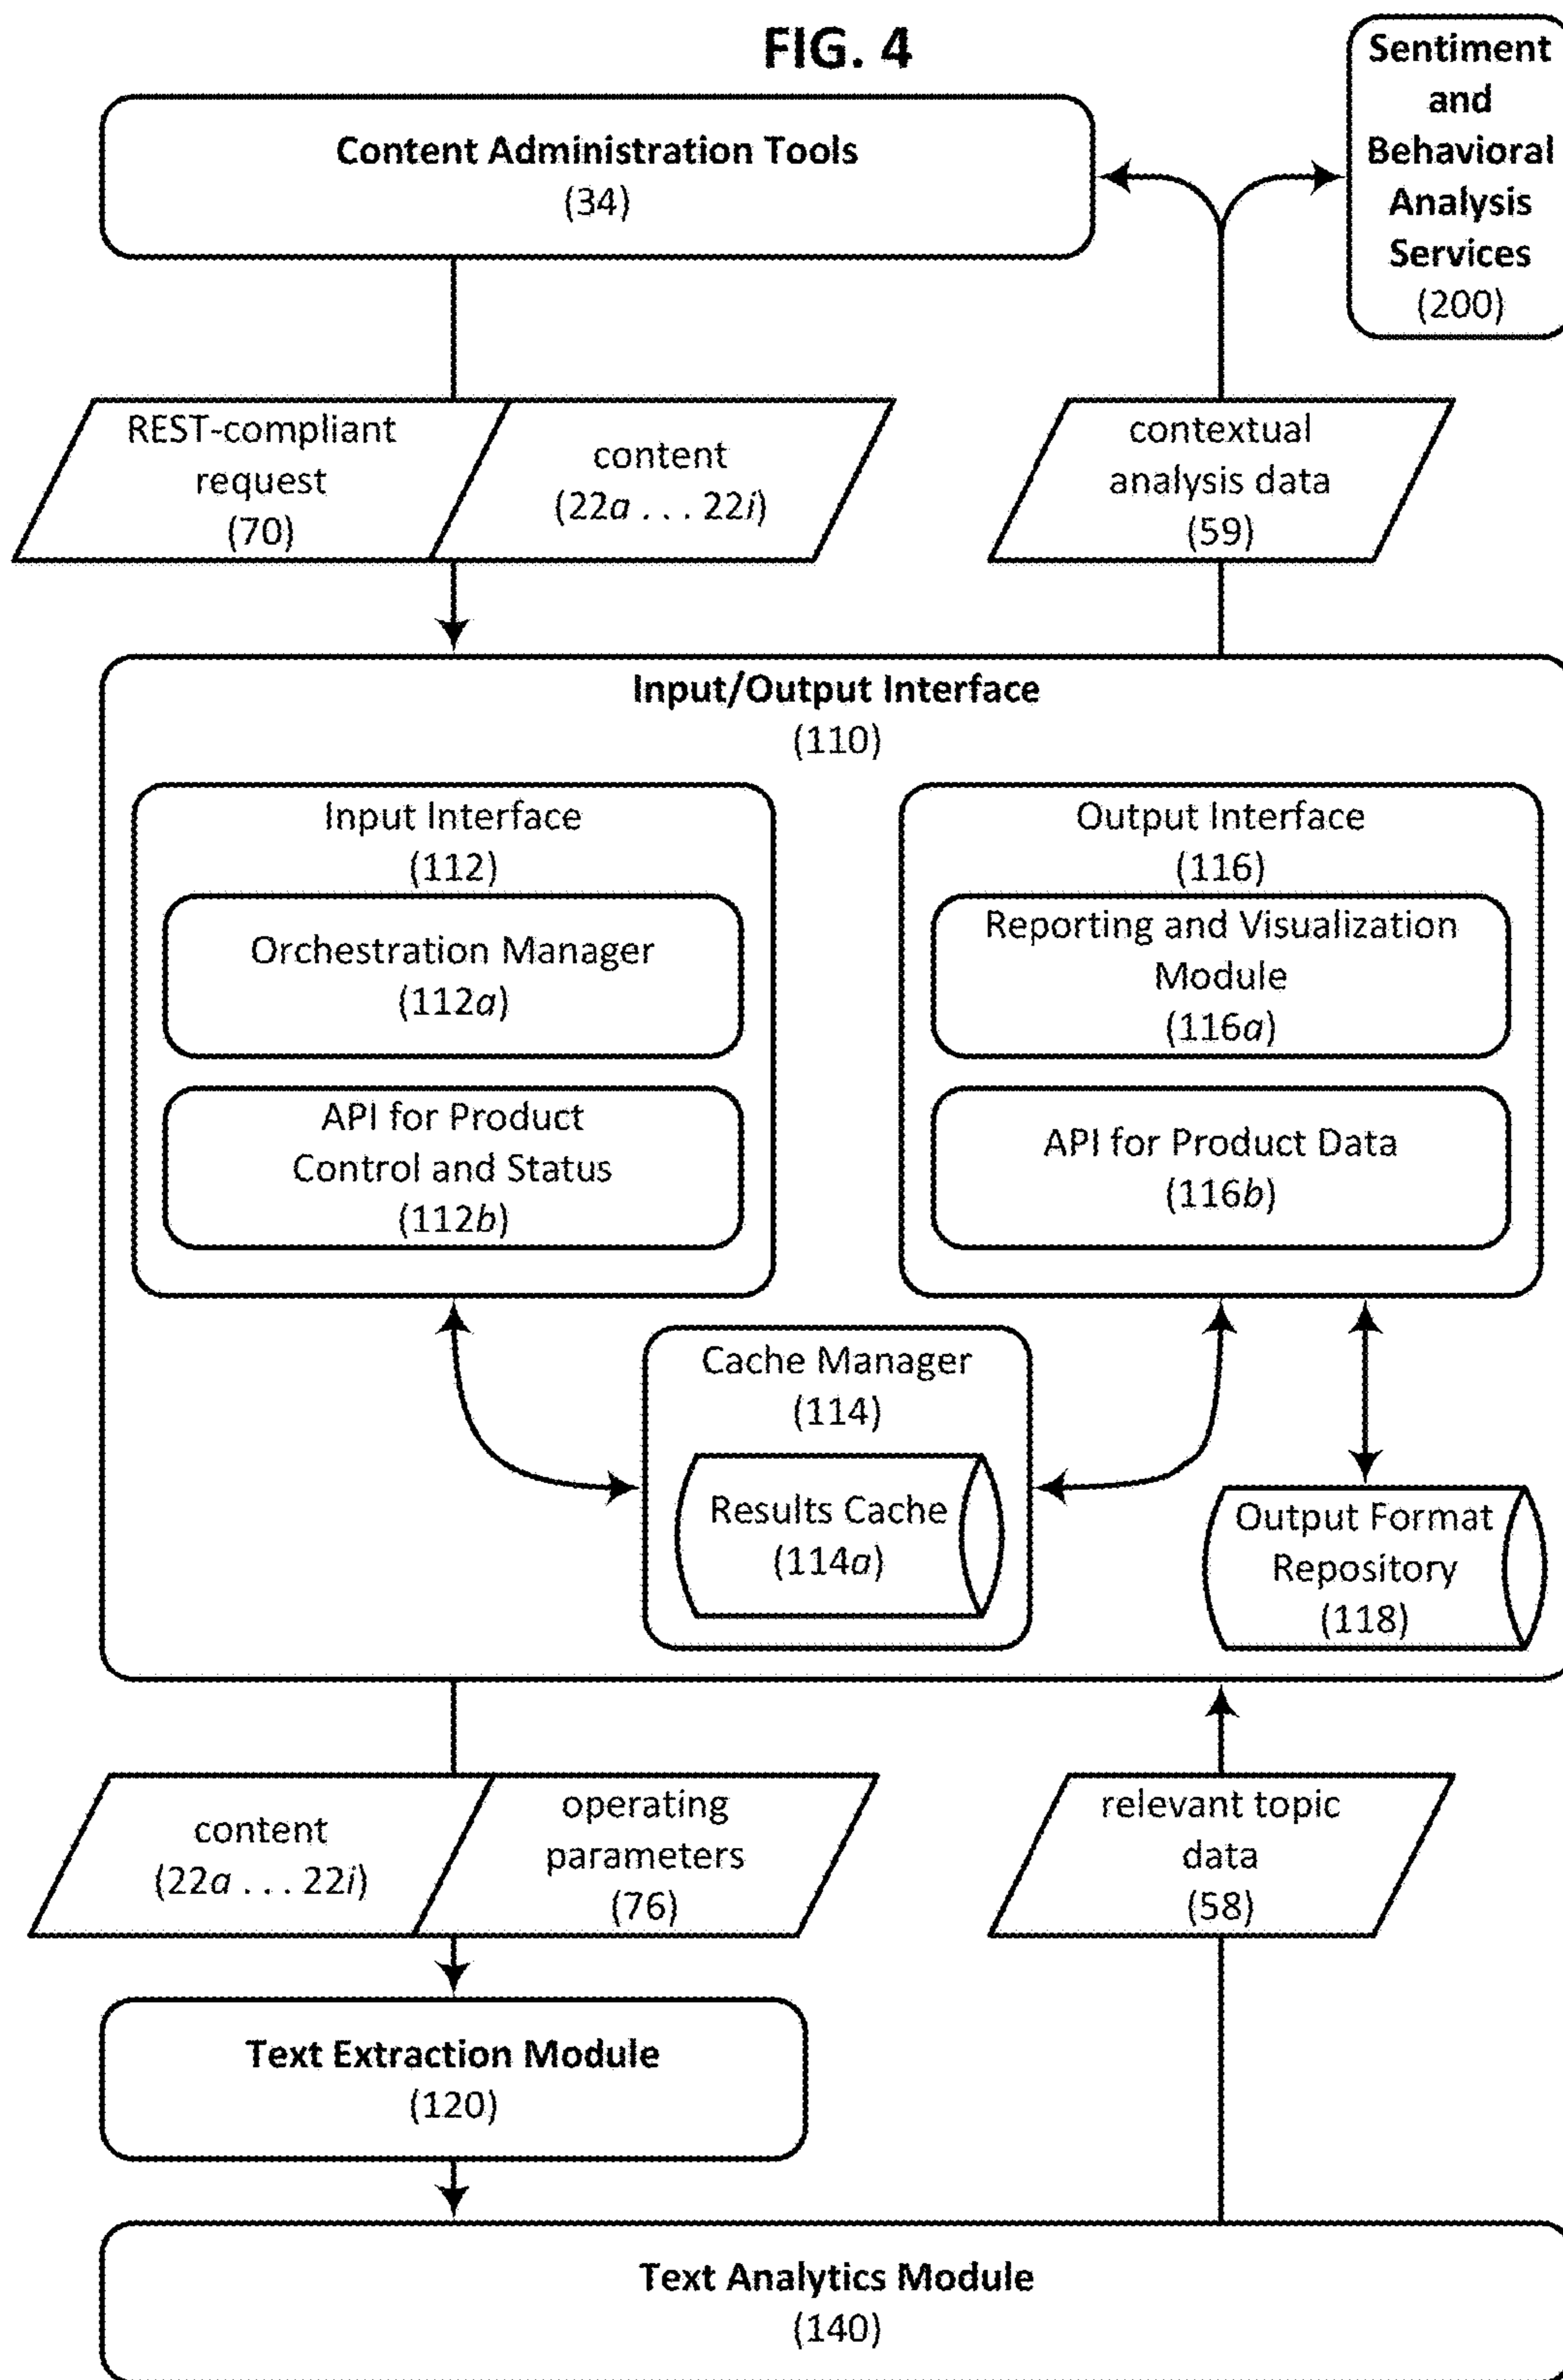 FIG. 4
Sentiment
and
Behavioral
Analysis
Services
(200)
Content Administration Tools
(34)
REST-compliant
request
(70)
content
(22a . . . 22i)
contextual
analysis data
(59)
Input/Output Interface
(110)
Input Interface
(112)
Orchestration Manager
(112a)
API for Product
Control and Status
(112b)
Output Interface
(116)
Reporting and Visualization
Module
(116a)
API for Product Data
(116b)
Cache Manager
(114)
Results Cache
(114a)
Output Format
Repository
(118)
content
(22a . . . 22i)
operating
parameters
(76)
relevant topic
data
(58)
Text Extraction Module
(120)
Text Analytics Module
(140)